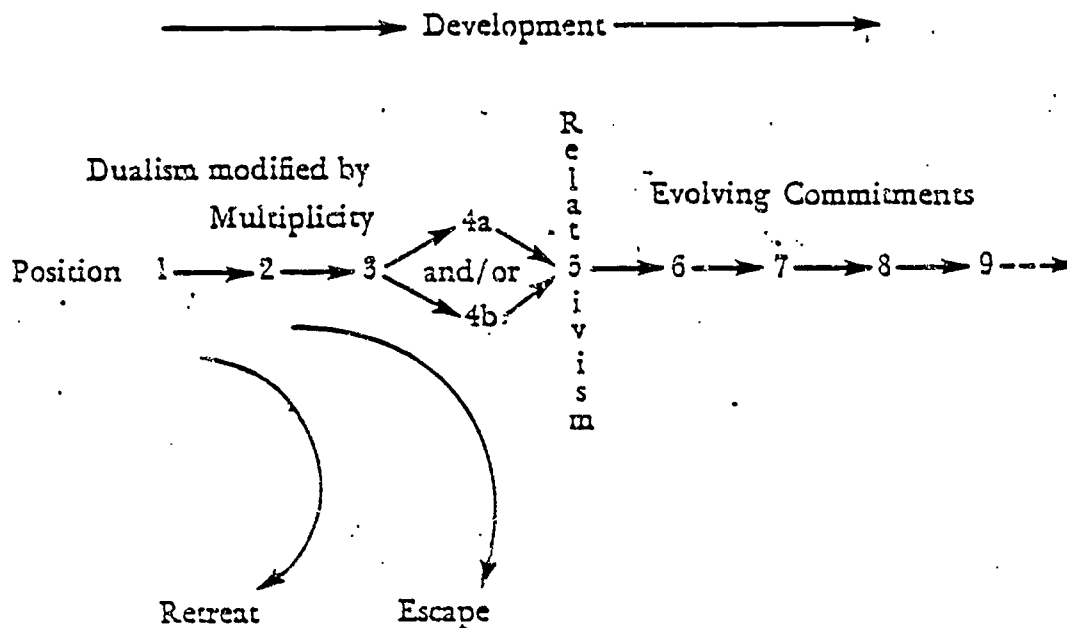 Development
Dualism modified by
Multiplicity
Relativism
Evolving Commitments
4a
Position 1 2 3 and/or 5 6 7 8 9
4b
Retreat Escape